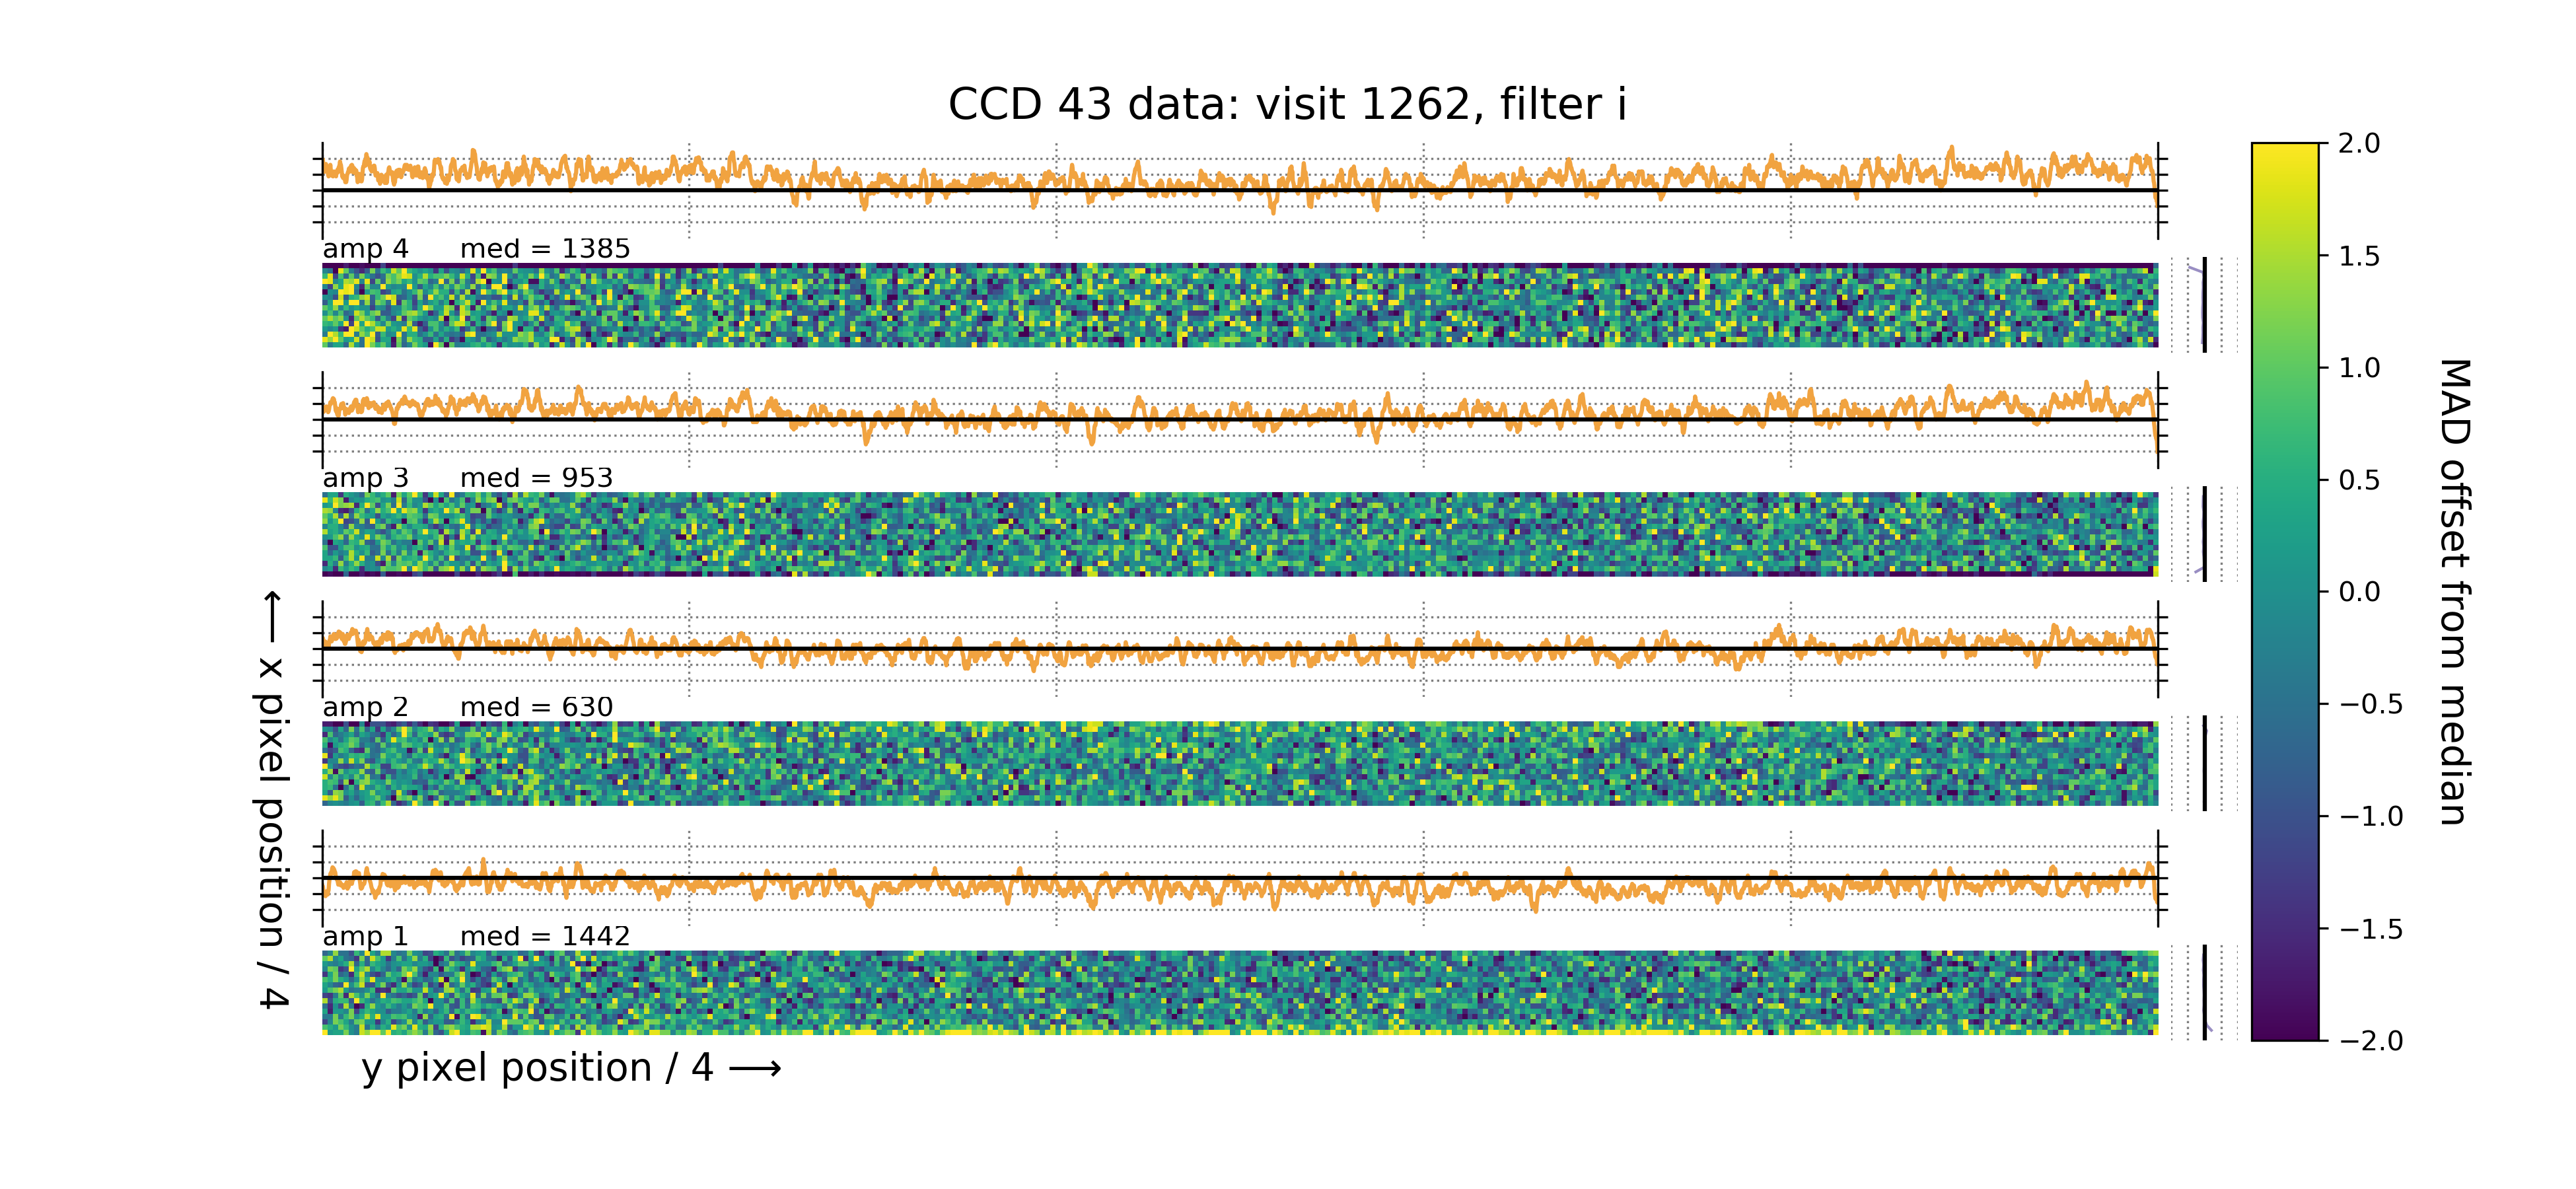 CCD 43 data: visit 1262, filter i
amp 4 med = 1385
amp 3 med = 953
amp 2 med = 630
amp 1 med = 1442
⟵ x pixel position / 4
y pixel position / 4 ⟶
2.0
1.5
1.0
0.5
0.0
−0.5
−1.0
−1.5
−2.0
MAD offset from median